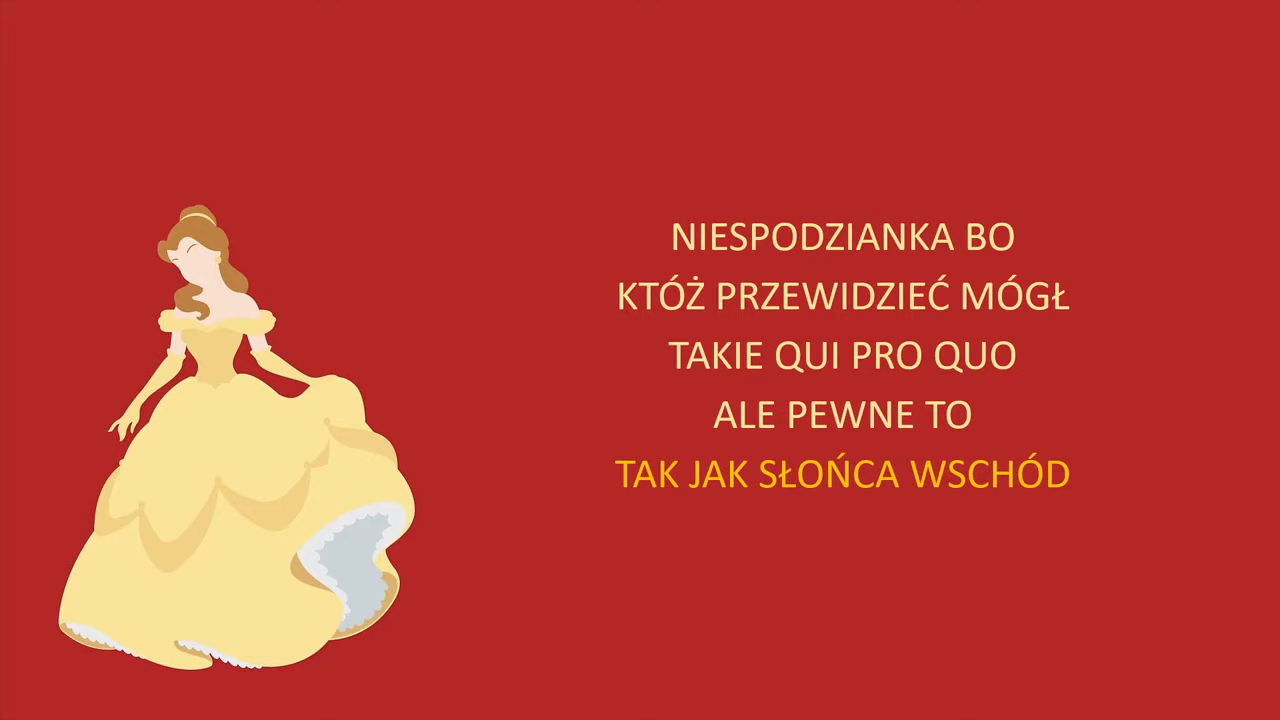 NIESPODZIANKA BO
KTÓŻ PRZEWIDZIEĆ MÓGŁ
TAKIE QUI PRO QUO
ALE PEWNE TO
TAK JAK SŁOŃCA WSCHÓD